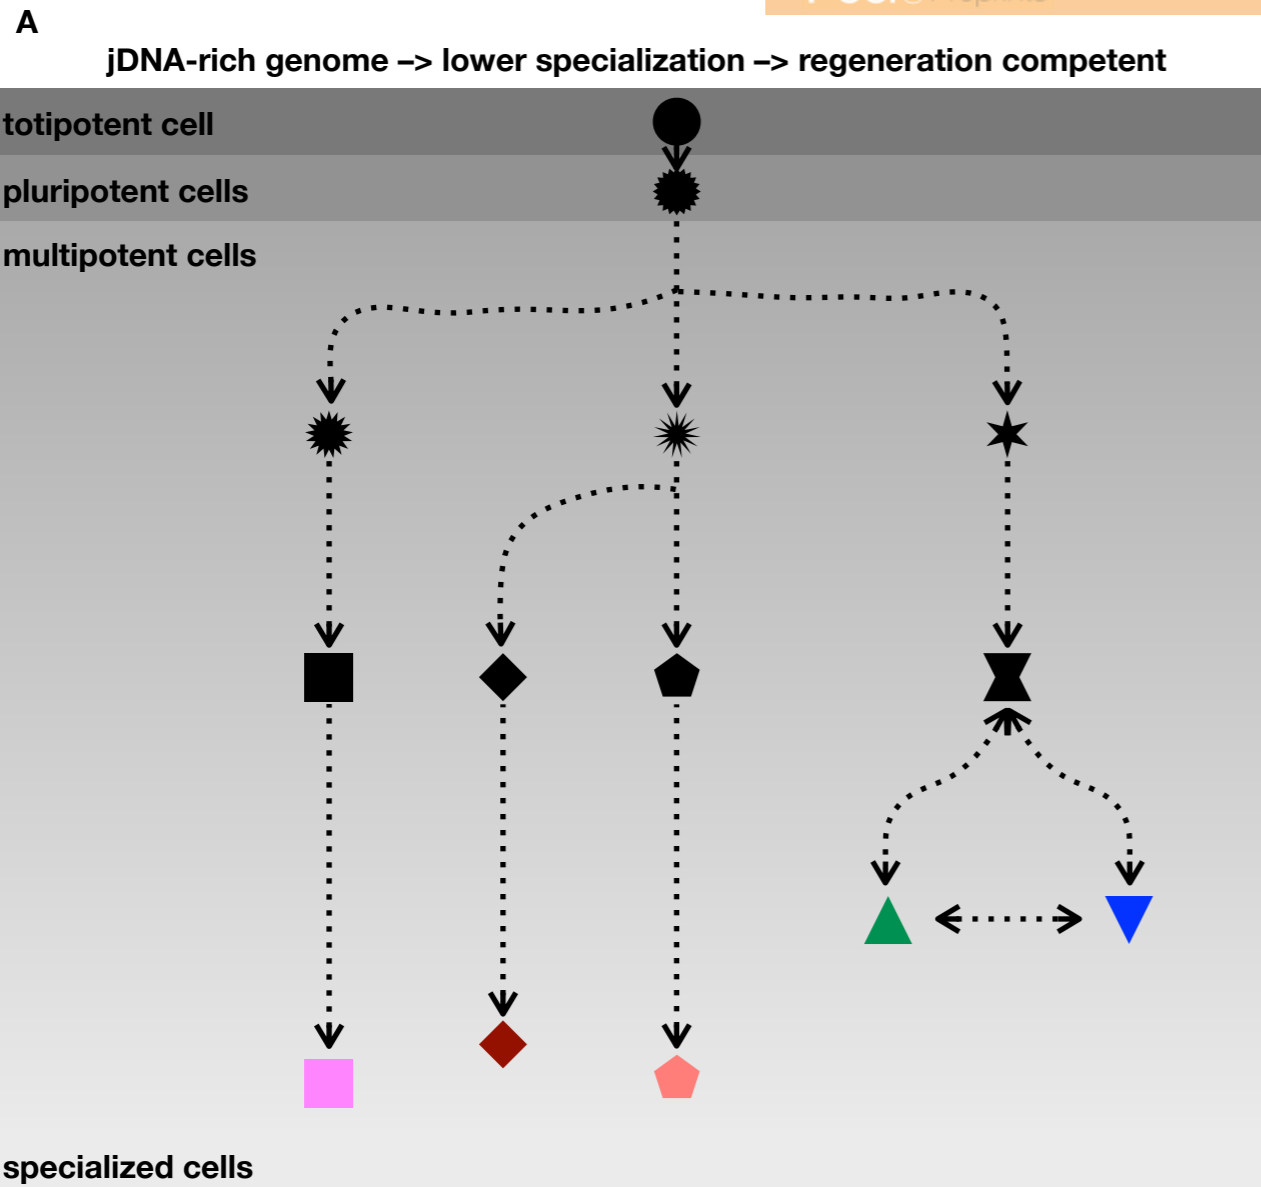 A
jDNA-rich genome –> lower specialization –> regeneration competent
totipotent cell
pluripotent cells
multipotent cells
specialized cells